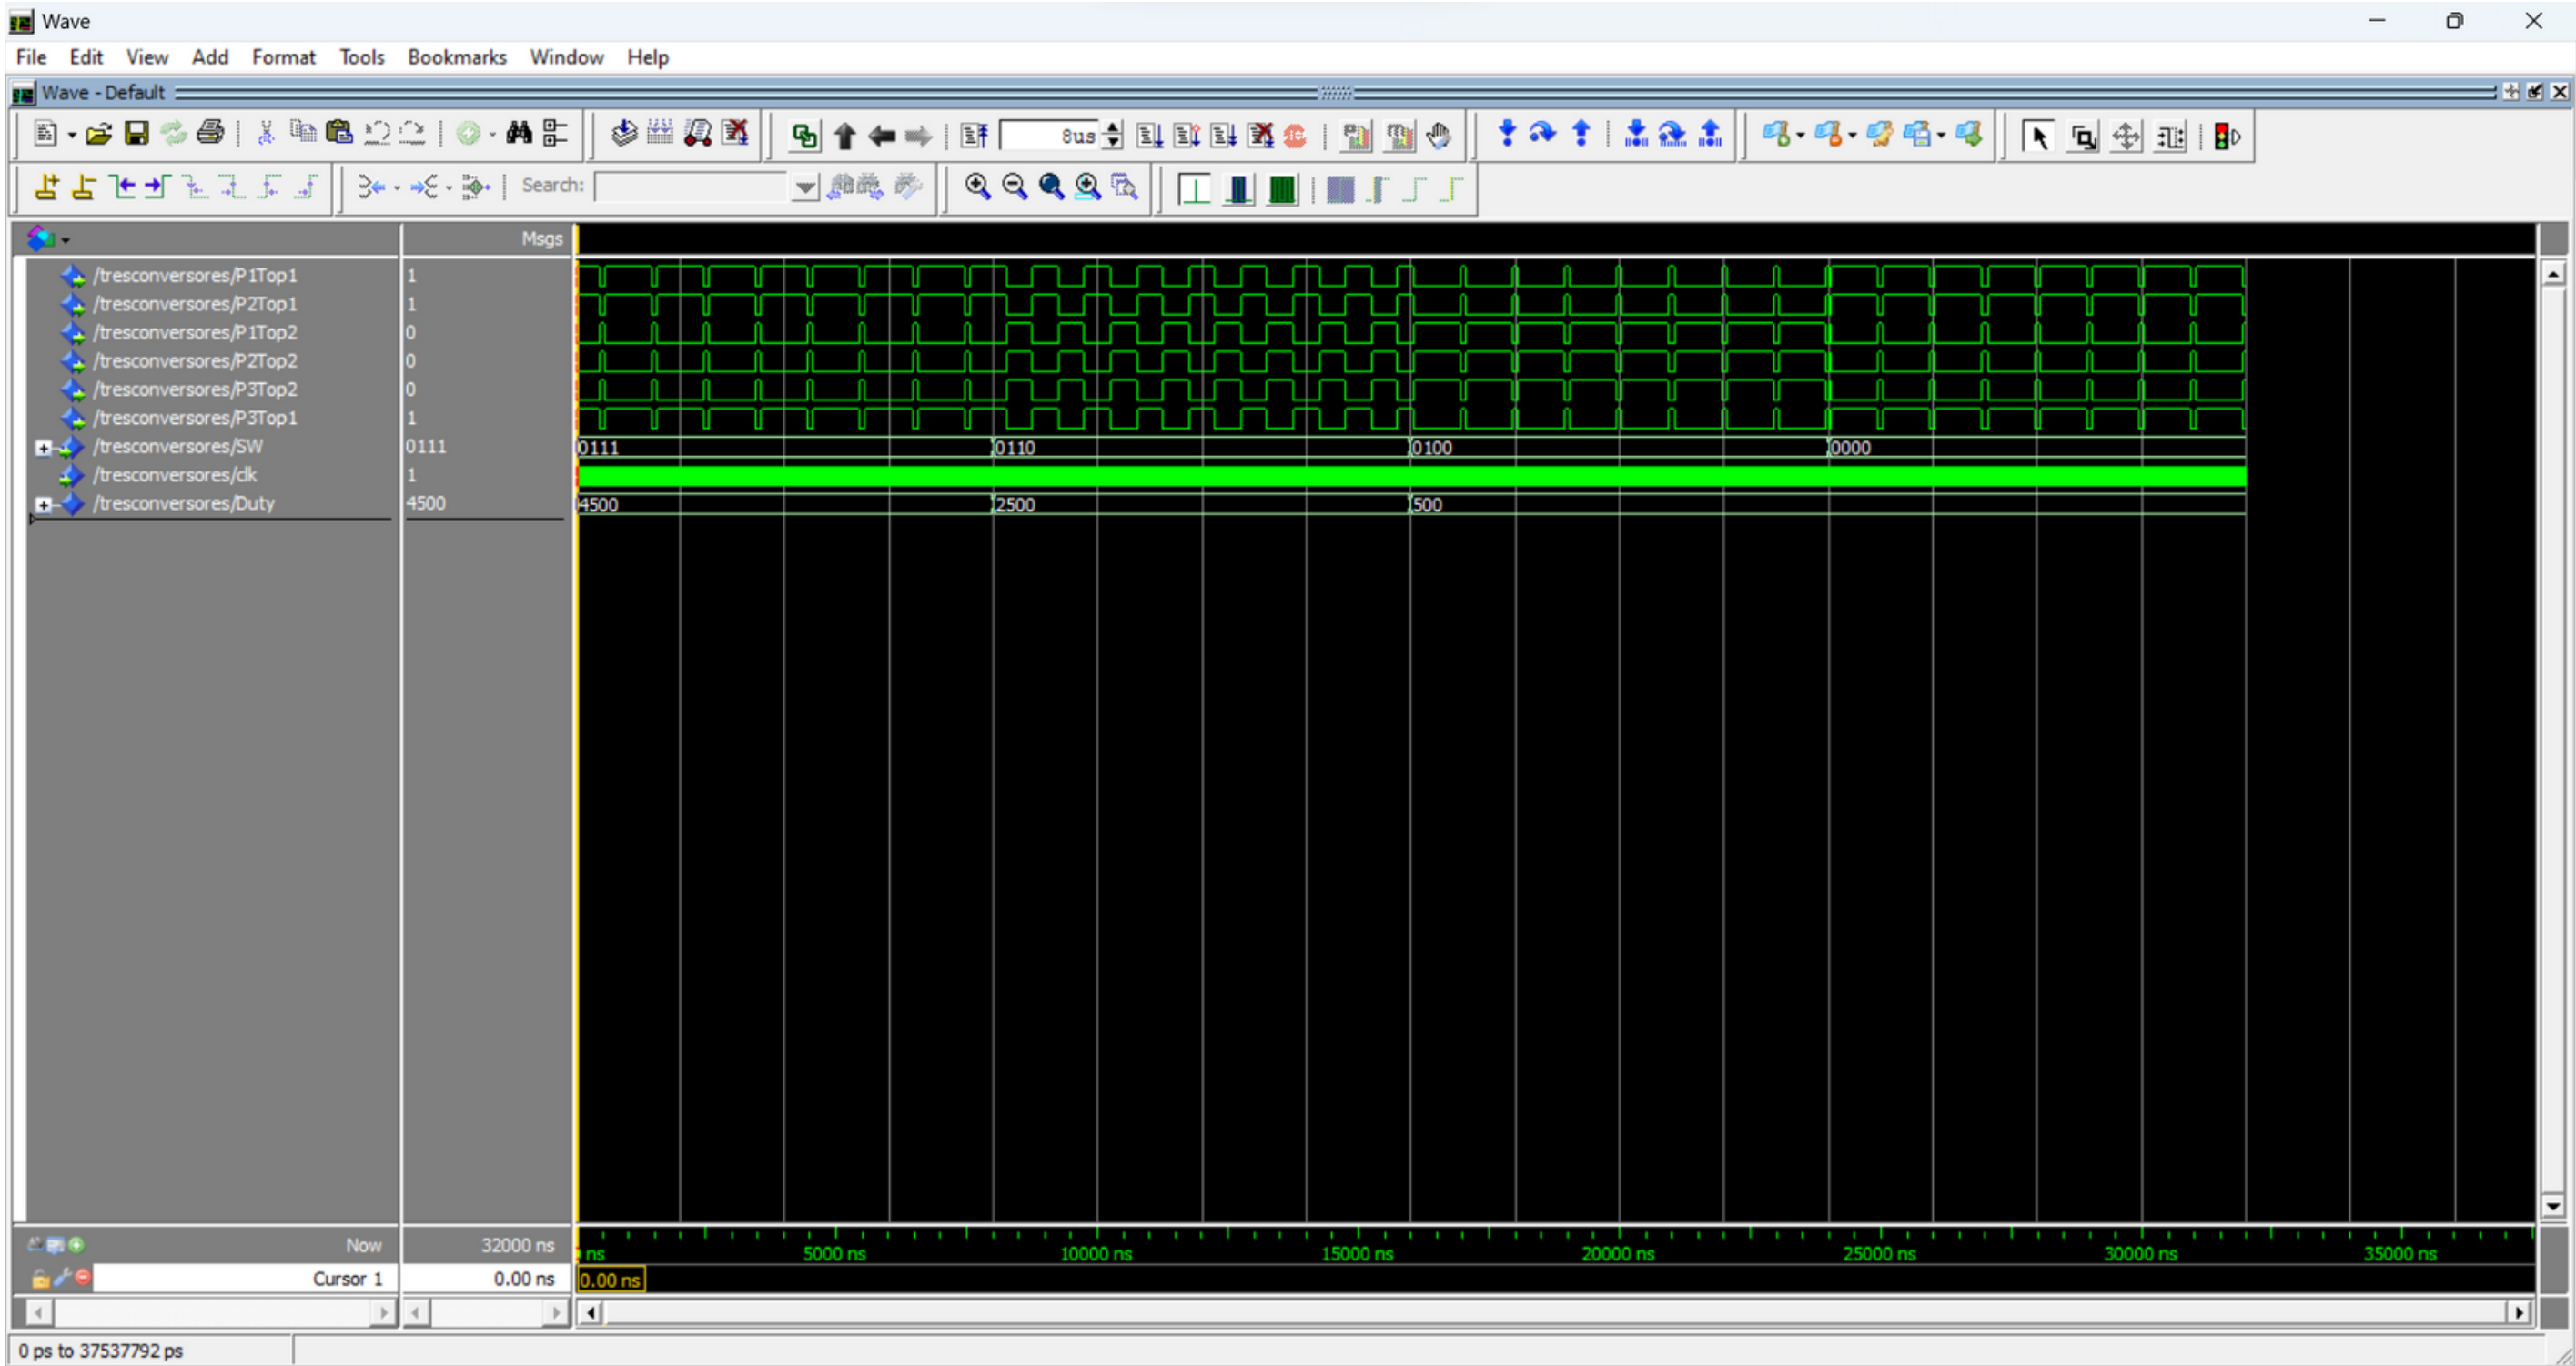 Wave
File Edit View Add Format Tools Bookmarks Window Help
Wave - Default
8us
Search:
Msgs
/tresconversores/P1Top1 1
/tresconversores/P2Top1 1
/tresconversores/P1Top2 0
/tresconversores/P2Top2 0
/tresconversores/P3Top2 0
/tresconversores/P3Top1 1
/tresconversores/SW 0111 0111 0110 0100 0000
/tresconversores/clk 1
/tresconversores/Duty 4500 4500 2500 500
Now 32000 ns ns 5000 ns 10000 ns 15000 ns 20000 ns 25000 ns 30000 ns 35000 ns
Cursor 1 0.00 ns 0.00 ns
0 ps to 37537792 ps